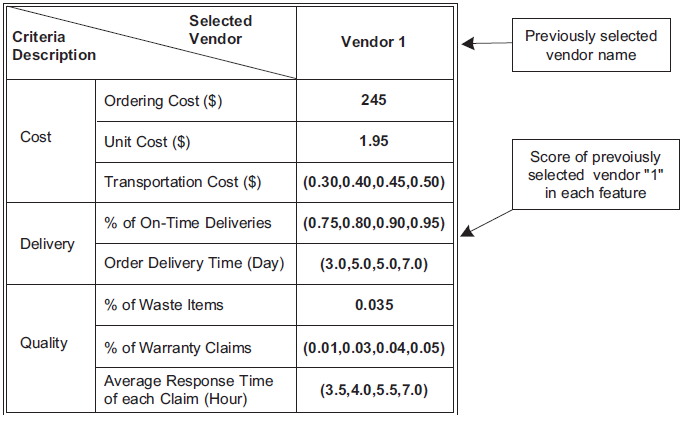 Selected
Vendor
Criteria
Description
Vendor 1
Previously selected
vendor name
Cost
Ordering Cost ($)
245
Unit Cost ($)
1.95
Transportation Cost ($)
(0.30,0.40,0.45,0.50)
Score of prevoiusly
selected vendor "1"
in each feature
Delivery
% of On-Time Deliveries
(0.75,0.80,0.90,0.95)
Order Delivery Time (Day)
(3.0,5.0,5.0,7.0)
Quality
% of Waste Items
0.035
% of Warranty Claims
(0.01,0.03,0.04,0.05)
Average Response Time
of each Claim (Hour)
(3.5,4.0,5.5,7.0)